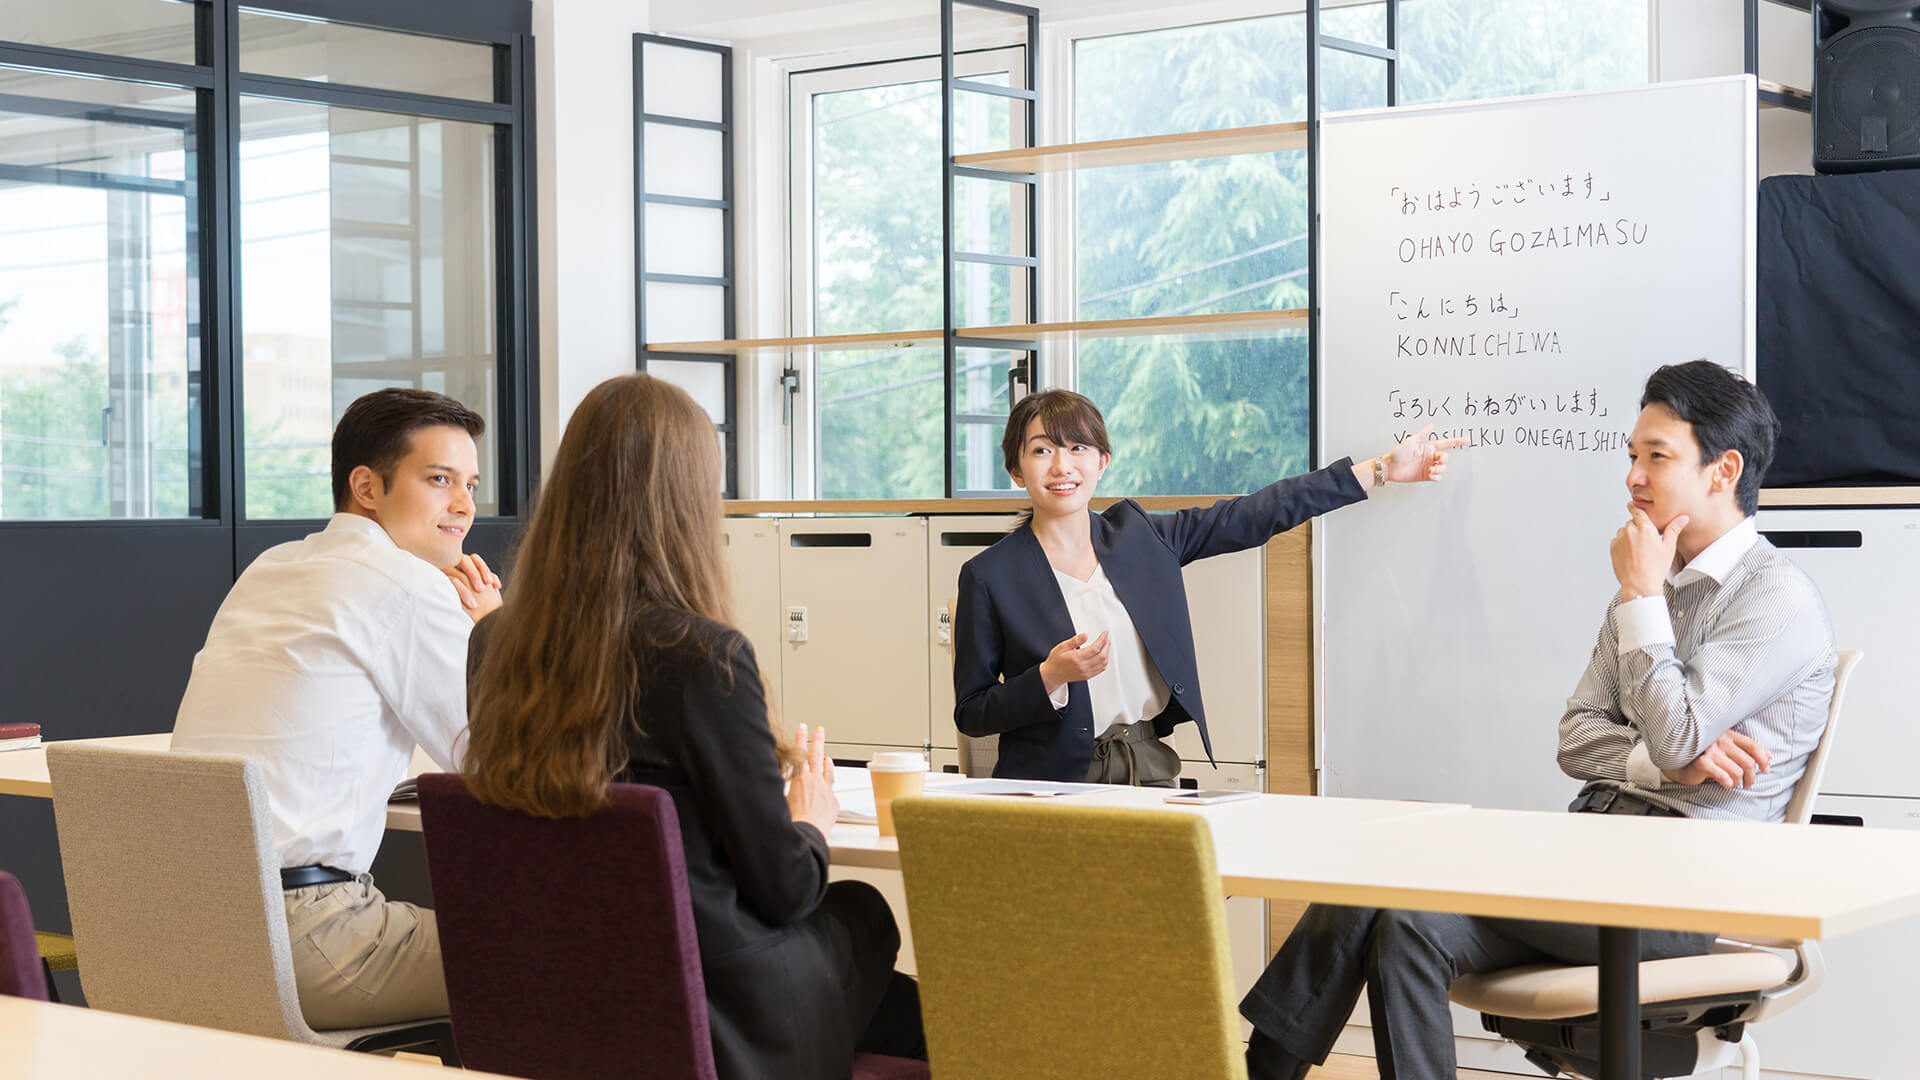 「おはようございます」
OHAYO GOZAIMASU
「こんにちは」
KONNICHIWA
「よろしくおねがいします」
YOROSHIKU ONEGAISHIM